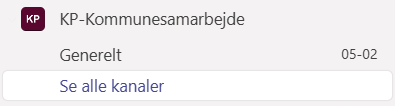 KP KP-Kommunesamarbejde
Generelt 05-02
Se alle kanaler